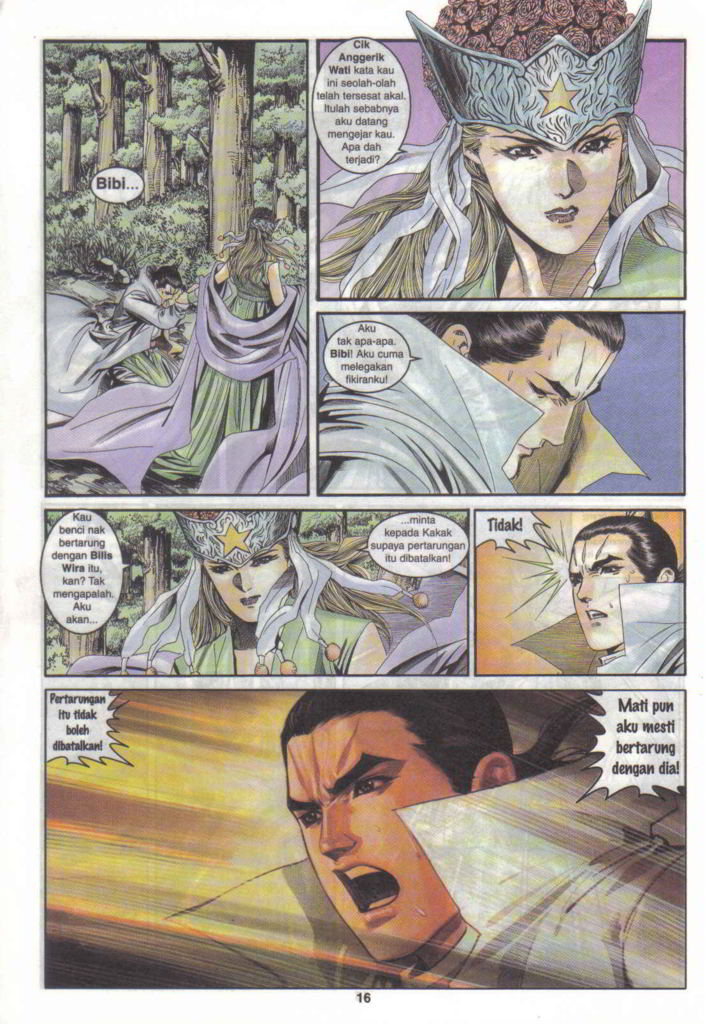 Bibi...
Cik
Anggerik
Wati kata kau
ini seolah-olah
telah tersesat akal.
Itulah sebabnya
aku datang
mengejar kau.
Apa dah
terjadi?
Aku
tak apa-apa.
Bibi! Aku cuma
melegakan
fikiranku!
Kau
benci nak
bertarung
dengan Bilis
Wira itu,
kan? Tak
mengapalah.
Aku
akan...
...minta
kepada Kakak
supaya pertarungan
itu dibatalkan!
Tidak!
Pertarungan
itu tidak
boleh
dibatalkan!
Mati pun
aku mesti
bertarung
dengan dia!
16